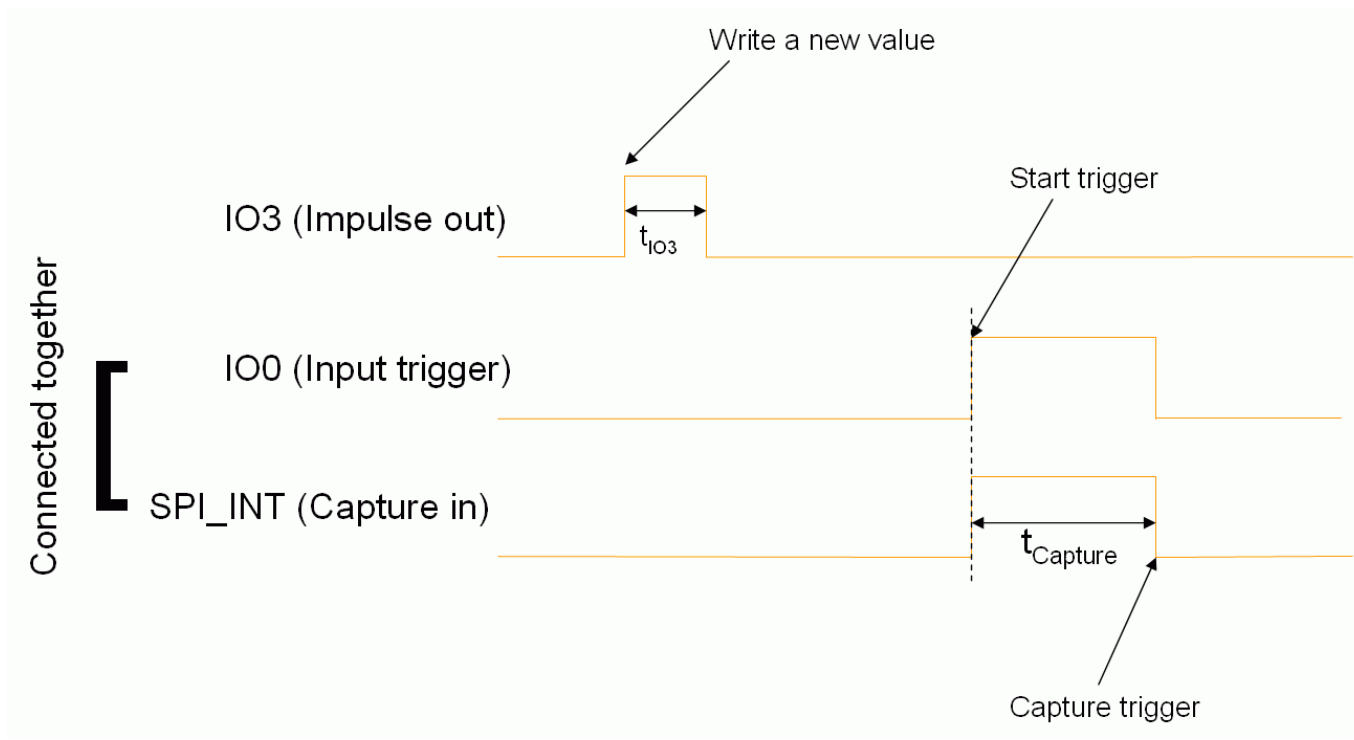 Write a new value
Start trigger
IO3 (Impulse out)
tIO3
Connected together
IO0 (Input trigger)
SPI_INT (Capture in)
tCapture
Capture trigger